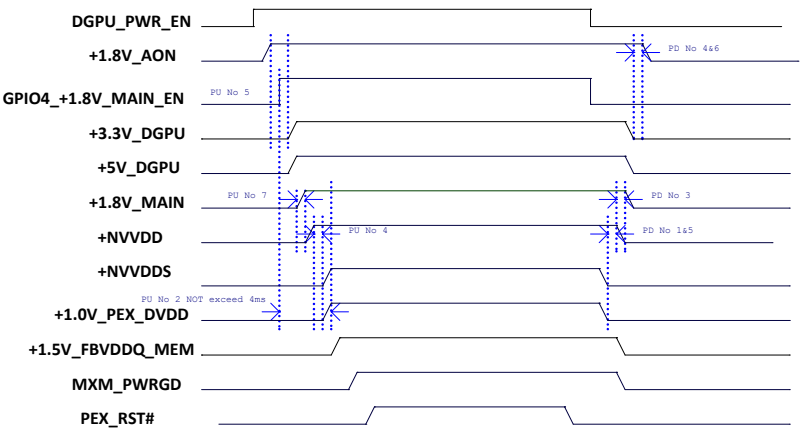 DGPU_PWR_EN
+1.8V_AON
PD No 4&6
GPIO4_+1.8V_MAIN_EN
PU No 5
+3.3V_DGPU
+5V_DGPU
+1.8V_MAIN
PU No 7
PD No 3
+NVVDD
PU No 4
PD No 1&5
+NVVDDS
PU No 2 NOT exceed 4ms
+1.0V_PEX_DVDD
+1.5V_FBVDDQ_MEM
MXM_PWRGD
PEX_RST#